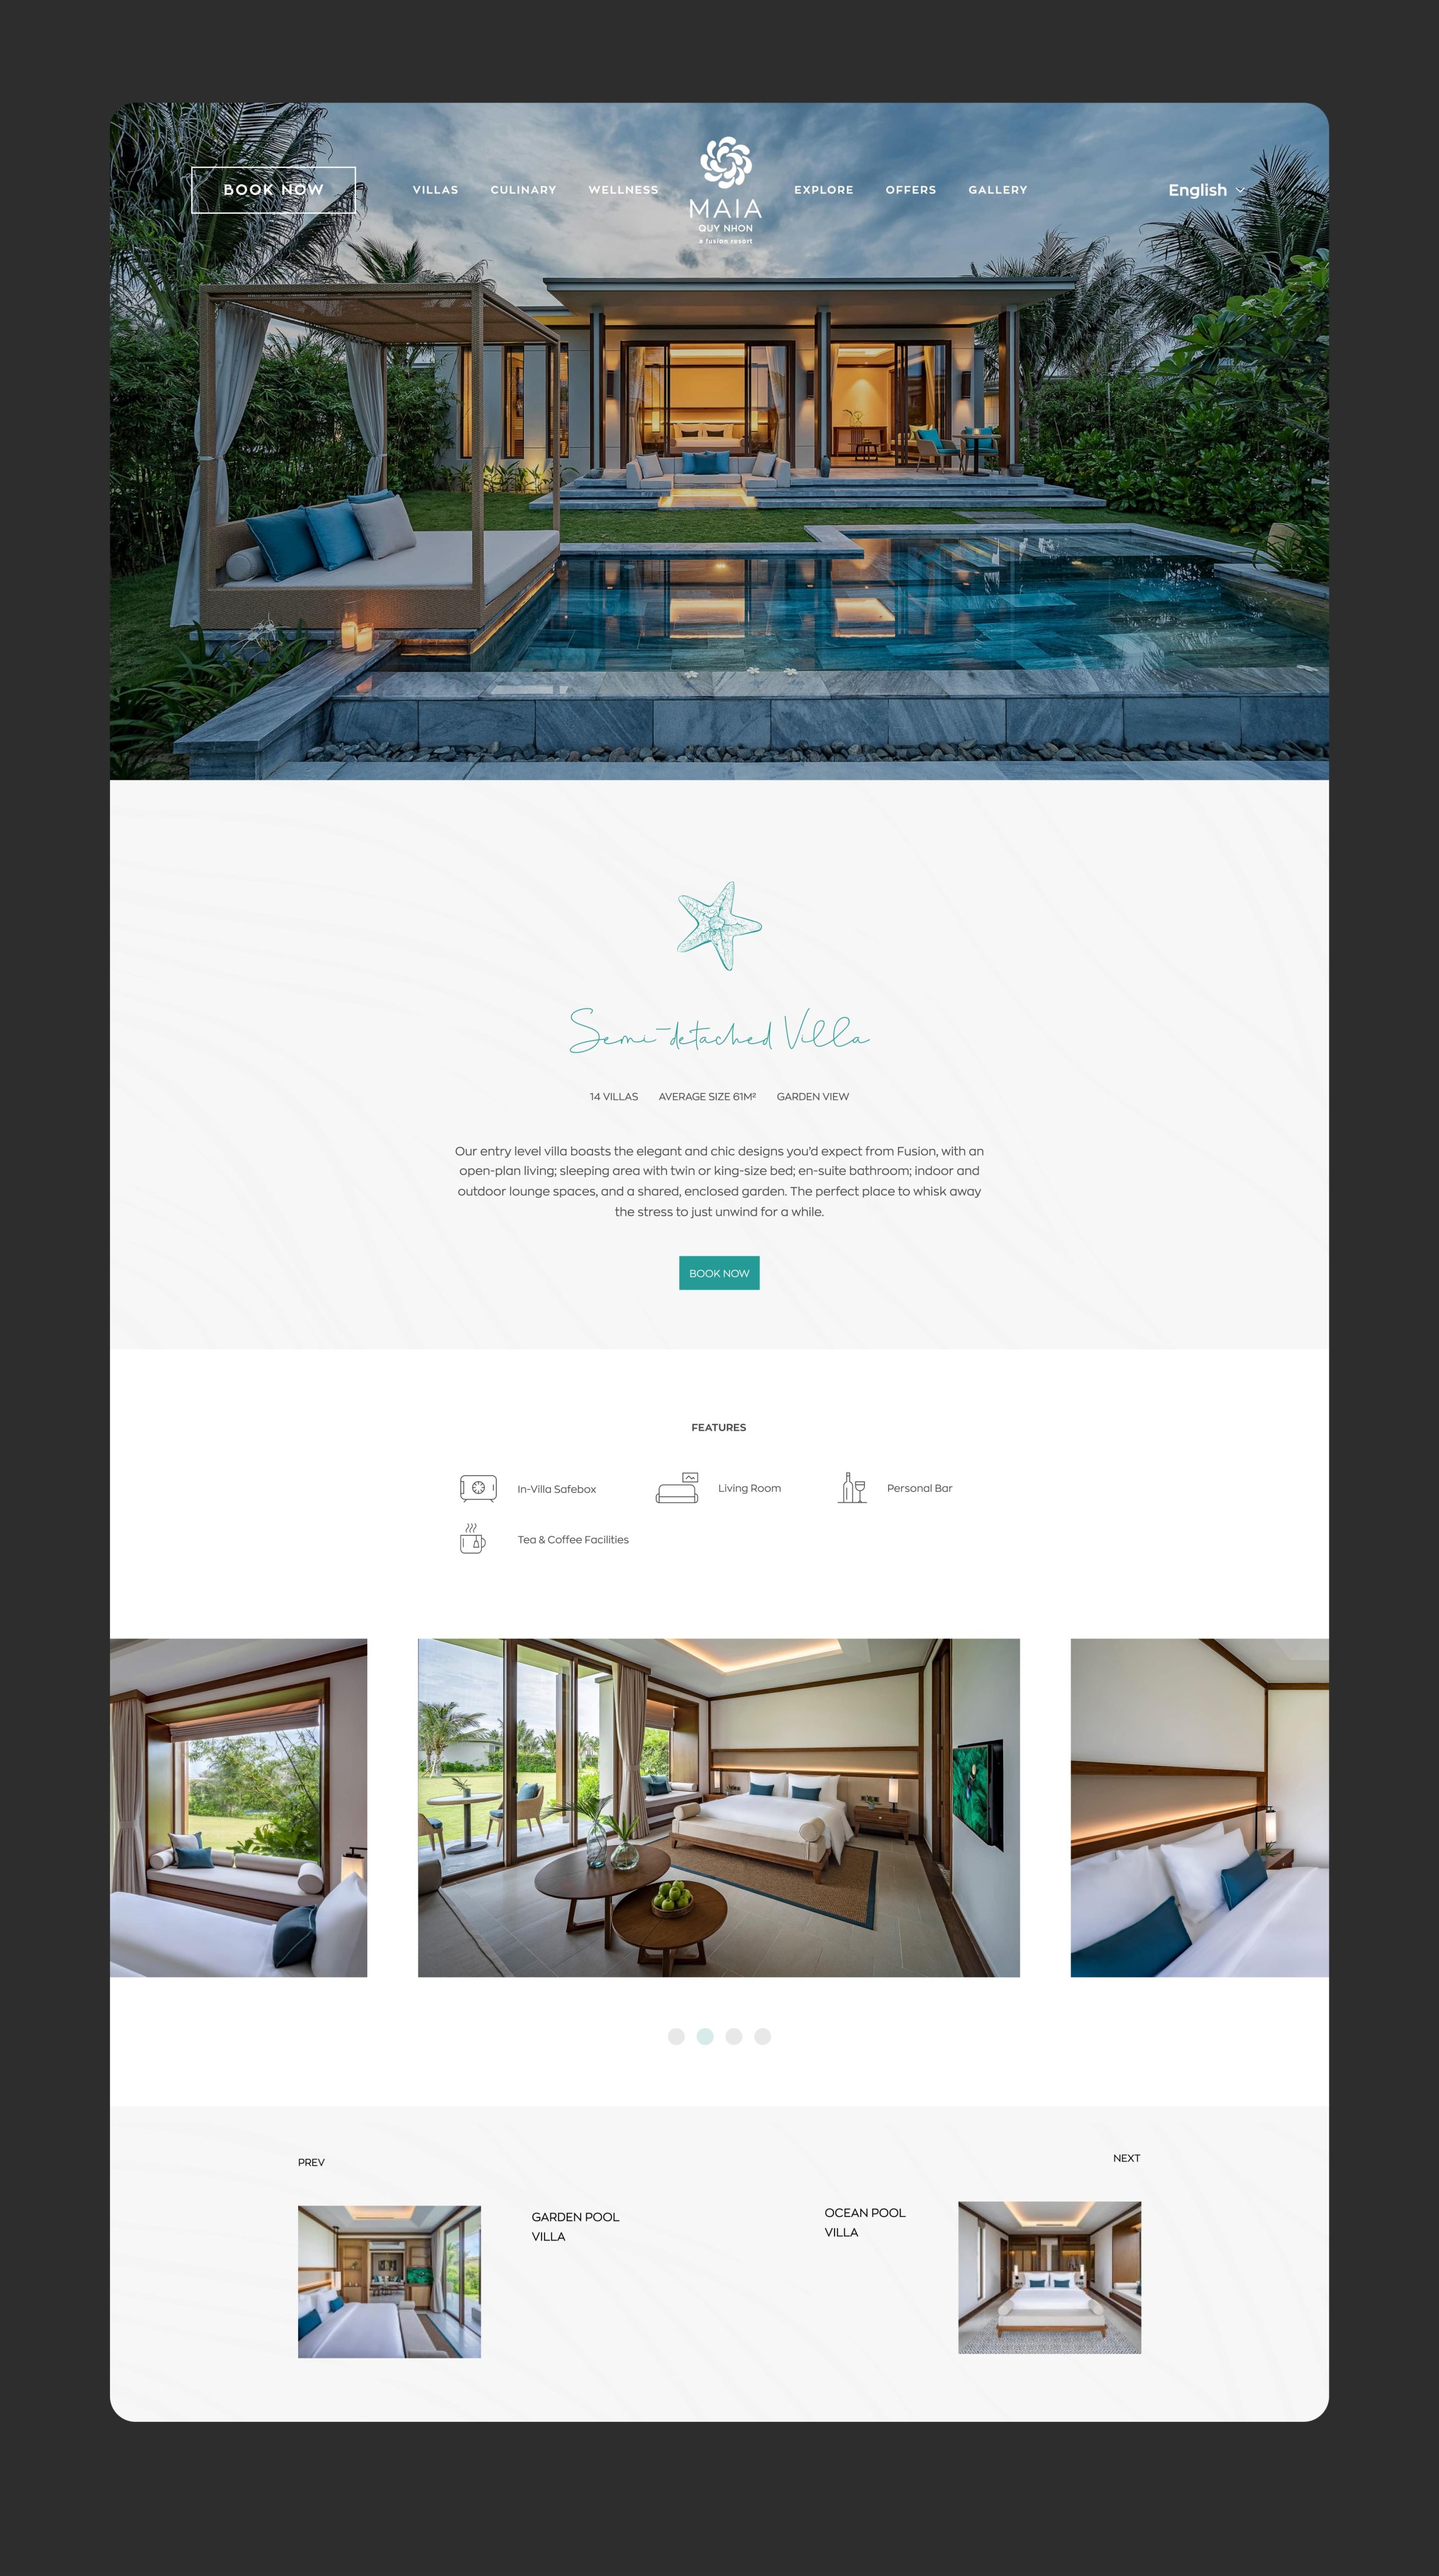 BOOK NOW
VILLAS
CULINARY
WELLNESS
MAIA
QUY NHON
a fusion resort
EXPLORE
OFFERS
GALLERY
English
Semi-detached Villa
14 VILLAS
AVERAGE SIZE 61M²
GARDEN VIEW
Our entry level villa boasts the elegant and chic designs you'd expect from Fusion, with an
open-plan living; sleeping area with twin or king-size bed; en-suite bathroom; indoor and
outdoor lounge spaces, and a shared, enclosed garden. The perfect place to whisk away
the stress to just unwind for a while.
BOOK NOW
FEATURES
In-Villa Safebox
Living Room
Personal Bar
Tea & Coffee Facilities
PREV
GARDEN POOL
VILLA
NEXT
OCEAN POOL
VILLA